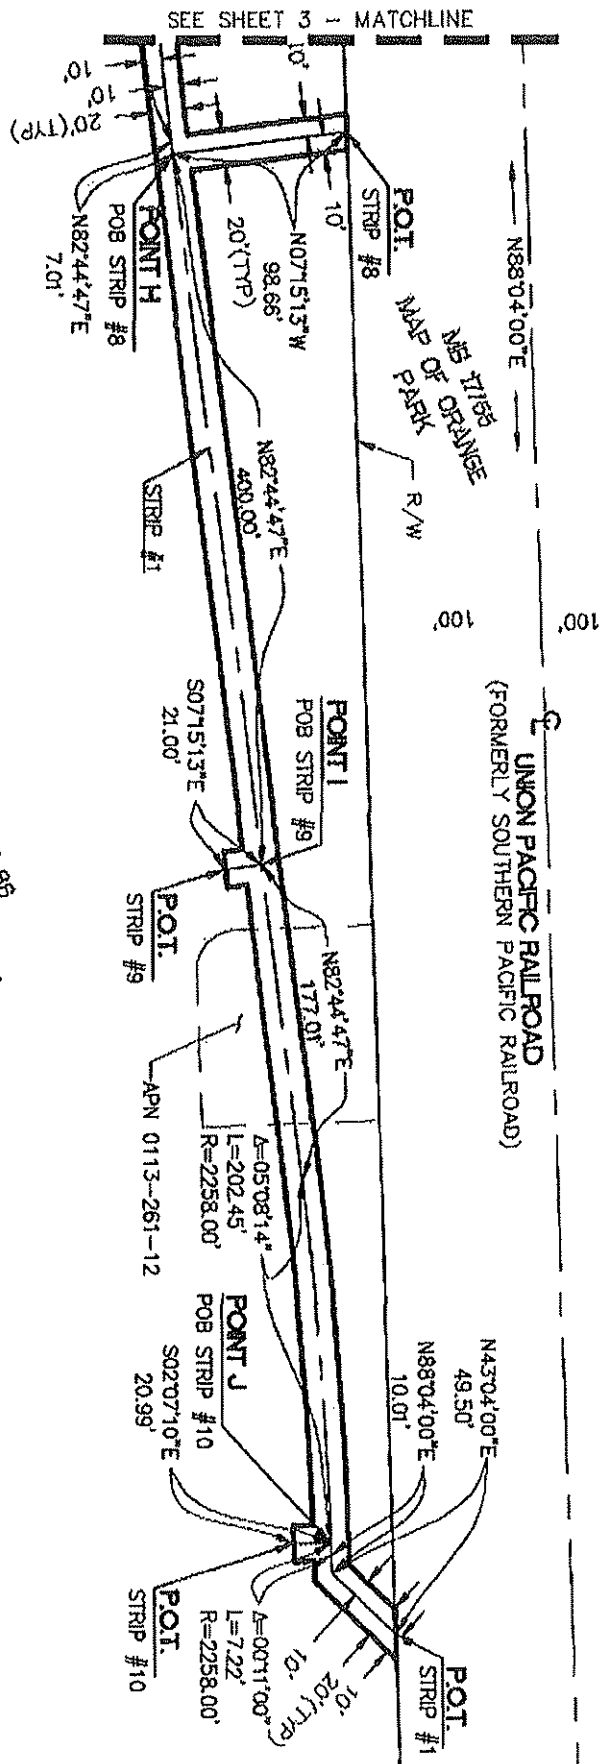 SEE SHEET 3 - MATCHLINE
N88°04'00"E
100'
100'
℄ UNION PACIFIC RAILROAD
(FORMERLY SOUTHERN PACIFIC RAILROAD)
MB 17/55
MAP OF ORANGE
PARK
R/W
P.O.T.
STRIP #8
10'
10'
N07°15'13"W
98.66'
20'(TYP)
10'
10'
20'(TYP)
POINT H
POB STRIP #8
N82°44'47"E
7.01'
STRIP #1
N82°44'47"E
400.00'
POINT I
POB STRIP #9
S07°15'13"E
21.00'
P.O.T.
STRIP #9
N82°44'47"E
177.01'
APN 0113-261-12
Δ=05°08'14"
L=202.45'
R=2258.00'
POINT J
POB STRIP #10
S02°07'10"E
20.99'
P.O.T.
STRIP #10
N43°04'00"E
49.50'
N88°04'00"E
10.01'
Δ=00°11'00"
L=7.22'
R=2258.00'
10'
20'(TYP)
10'
P.O.T.
STRIP #1